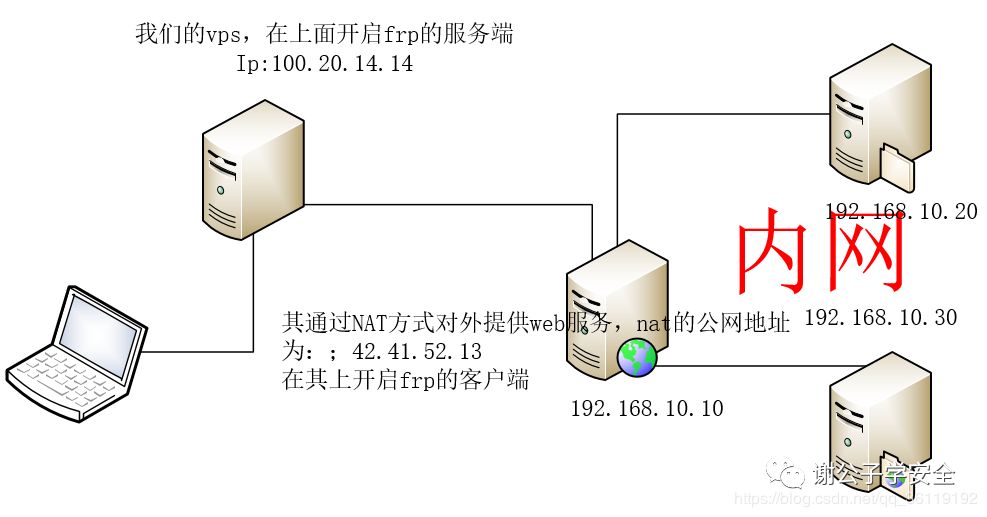 我们的vps，在上面开启frp的服务端
Ip:100.20.14.14
192.168.10.20
内网
其通过NAT方式对外提供web服务，nat的公网地址
为：；42.41.52.13
在其上开启frp的客户端
192.168.10.30
192.168.10.10
谢公子学安全
https://blog.csdn.net/qq_36119192